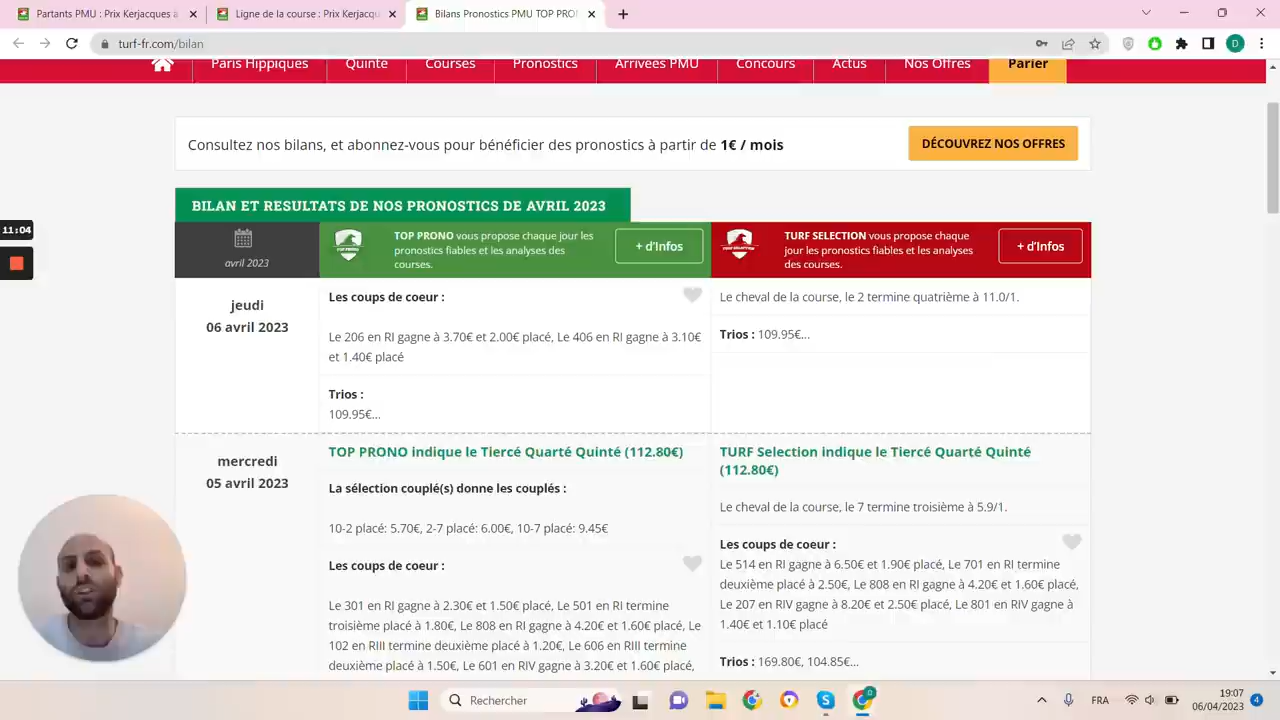 Partants PMU : Prix Kerjacques
Ligne de la course : Prix Kerjacqu
Bilans Pronostics PMU TOP PRO
turf-fr.com/bilan
D
Paris Hippiques
Quinte
Courses
Pronostics
Arrivées PMU
Concours
Actus
Nos Offres
Parier
Consultez nos bilans, et abonnez-vous pour bénéficier des pronostics à partir de 1€ / mois
DÉCOUVREZ NOS OFFRES
BILAN ET RESULTATS DE NOS PRONOSTICS DE AVRIL 2023
11:04
avril 2023
TOP PRONO
TOP PRONO vous propose chaque jour les
pronostics fiables et les analyses des
courses.
+ d'Infos
TURF SELECTION
TURF SELECTION vous propose chaque
jour les pronostics fiables et les analyses
des courses.
+ d'Infos
jeudi
06 avril 2023
Les coups de coeur :
Le 206 en RI gagne à 3.70€ et 2.00€ placé, Le 406 en RI gagne à 3.10€
et 1.40€ placé
Trios :
109.95€...
Le cheval de la course, le 2 termine quatrième à 11.0/1.
Trios : 109.95€...
mercredi
05 avril 2023
TOP PRONO indique le Tiercé Quarté Quinté (112.80€)
La sélection couplé(s) donne les couplés :
10-2 placé: 5.70€, 2-7 placé: 6.00€, 10-7 placé: 9.45€
Les coups de coeur :
Le 301 en RI gagne à 2.30€ et 1.50€ placé, Le 501 en RI termine
troisième placé à 1.80€, Le 808 en RI gagne à 4.20€ et 1.60€ placé, Le
102 en RIII termine deuxième placé à 1.20€, Le 606 en RIII termine
deuxième placé à 1.50€, Le 601 en RIV gagne à 3.20€ et 1.60€ placé,
TURF Selection indique le Tiercé Quarté Quinté
(112.80€)
Le cheval de la course, le 7 termine troisième à 5.9/1.
Les coups de coeur :
Le 514 en RI gagne à 6.50€ et 1.90€ placé, Le 701 en RI termine
deuxième placé à 2.50€, Le 808 en RI gagne à 4.20€ et 1.60€ placé,
Le 207 en RIV gagne à 8.20€ et 2.50€ placé, Le 801 en RIV gagne à
1.40€ et 1.10€ placé
Trios : 169.80€, 104.85€...
Rechercher
FRA
19:07
06/04/2023
4